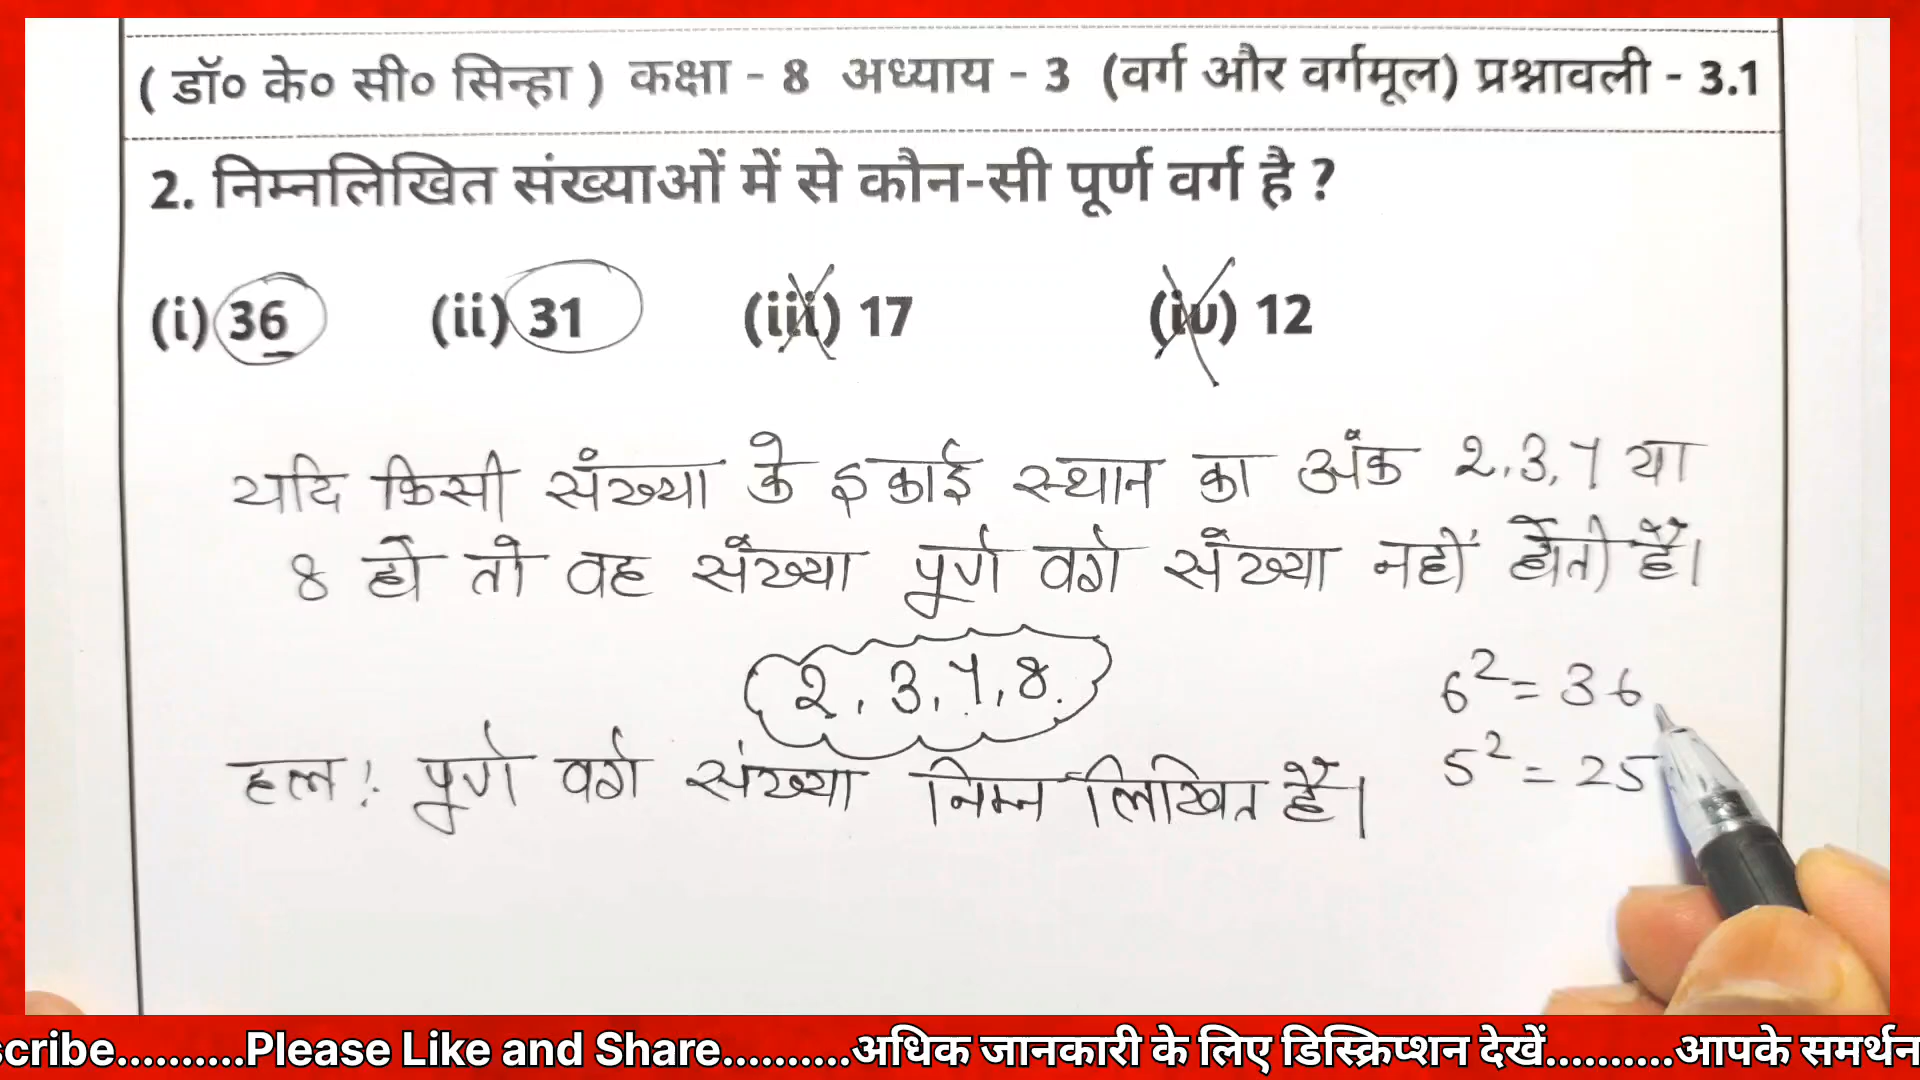 ( डॉ० के० सी० सिन्हा ) कक्षा - 8 अध्याय - 3 (वर्ग और वर्गमूल) प्रश्नावली - 3.1
2. निम्नलिखित संख्याओं में से कौन-सी पूर्ण वर्ग है ?
(i) 36 (ii) 31 (iii) 17 (iv) 12
यदि किसी संख्या के इकाई स्थान का अंक 2,3,7 या
8 हो तो वह संख्या पूर्ण वर्ग संख्या नहीं होती है।
2, 3, 7, 8.
6² = 36
5² = 25
हल: पूर्ण वर्ग संख्या निम्नलिखित हैं।
cribe..........Please Like and Share..........अधिक जानकारी के लिए डिस्क्रिप्शन देखें..........आपके समर्थन